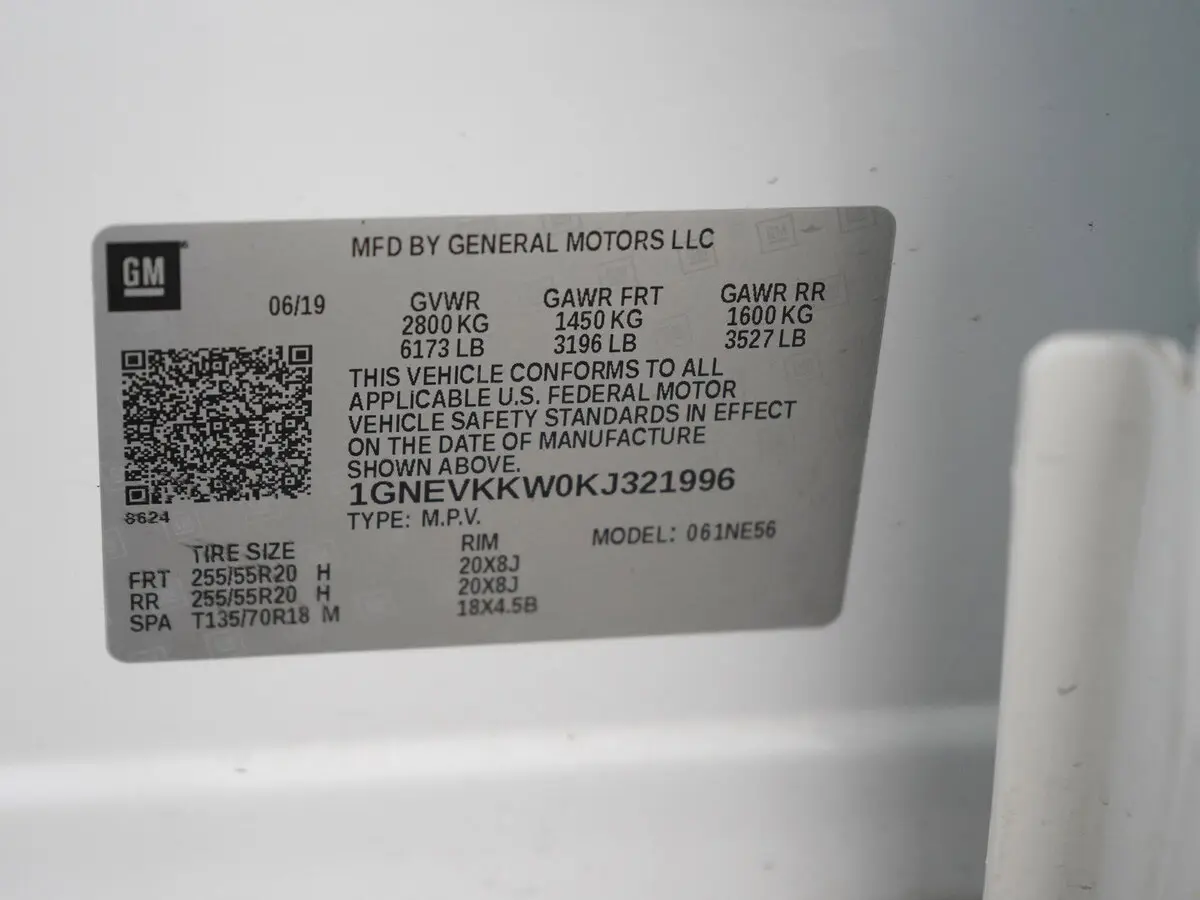 GM
MFD BY GENERAL MOTORS LLC
06/19
GVWR GAWR FRT GAWR RR
2800 KG 1450 KG 1600 KG
6173 LB 3196 LB 3527 LB
THIS VEHICLE CONFORMS TO ALL
APPLICABLE U.S. FEDERAL MOTOR
VEHICLE SAFETY STANDARDS IN EFFECT
ON THE DATE OF MANUFACTURE
SHOWN ABOVE.
1GNEVKKW0KJ321996
8624
TYPE: M.P.V.
MODEL: 061NE56
TIRE SIZE RIM
FRT 255/55R20 H 20X8J
RR 255/55R20 H 20X8J
SPA T135/70R18 M 18X4.5B